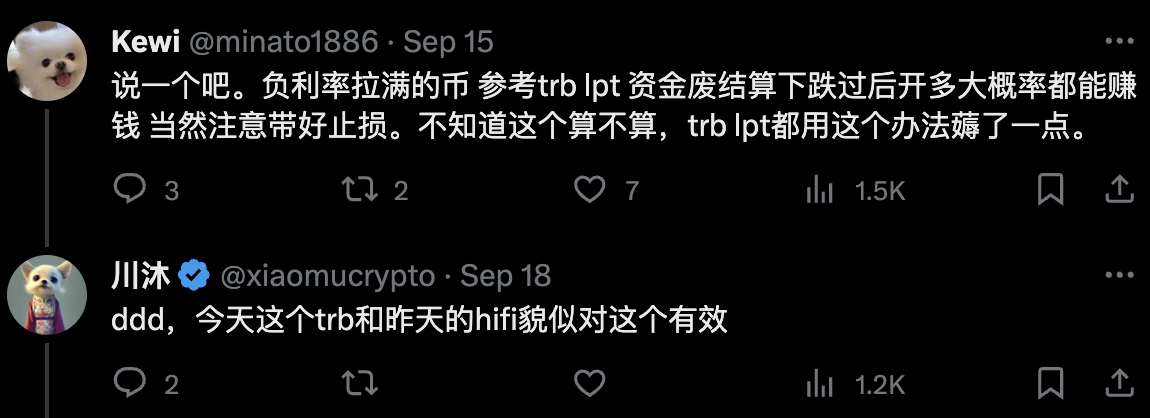 Kewi @minato1886 · Sep 15
说一个吧。负利率拉满的币 参考trb lpt 资金废结算下跌过后开多大概率都能赚
钱 当然注意带好止损。不知道这个算不算，trb lpt都用这个办法薅了一点。
3 2 7 1.5K
川沐 @xiaomucrypto · Sep 18
ddd，今天这个trb和昨天的hifi貌似对这个有效
2 1.2K